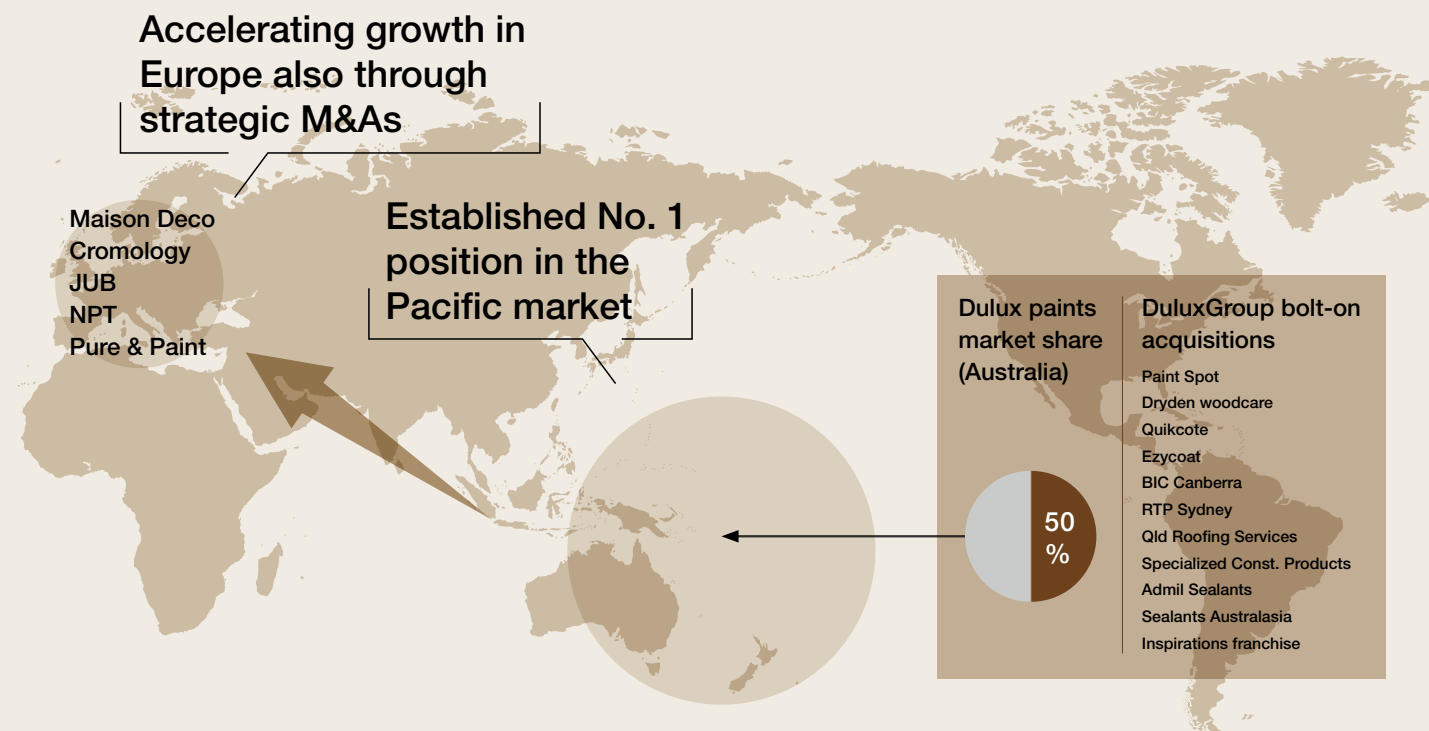 Accelerating growth in
Europe also through
strategic M&As
Maison Deco
Cromology
JUB
NPT
Pure & Paint
Established No. 1
position in the
Pacific market
Dulux paints
market share
(Australia)
50
%
DuluxGroup bolt-on
acquisitions
Paint Spot
Dryden woodcare
Quikcote
Ezycoat
BIC Canberra
RTP Sydney
Qld Roofing Services
Specialized Const. Products
Admil Sealants
Sealants Australasia
Inspirations franchise